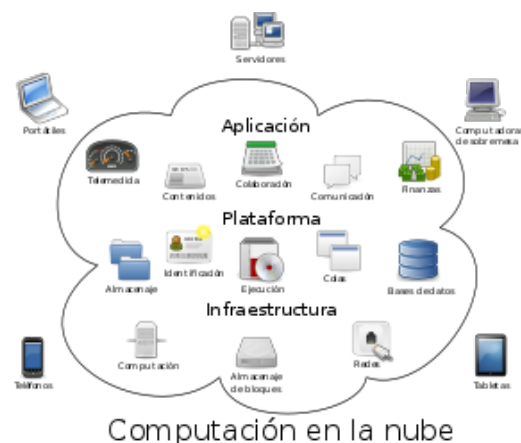 Servidores
Portátiles
Aplicación
Computadora
de sobremesa
Telemedida
Contenidos
Colaboración
Comunicación
Finanzas
Plataforma
Almacenaje
Identificación
Ejecución
Colas
Bases de datos
Infraestructura
Computación
Almacenaje
de bloques
Redes
Teléfonos
Tabletas
Computación en la nube